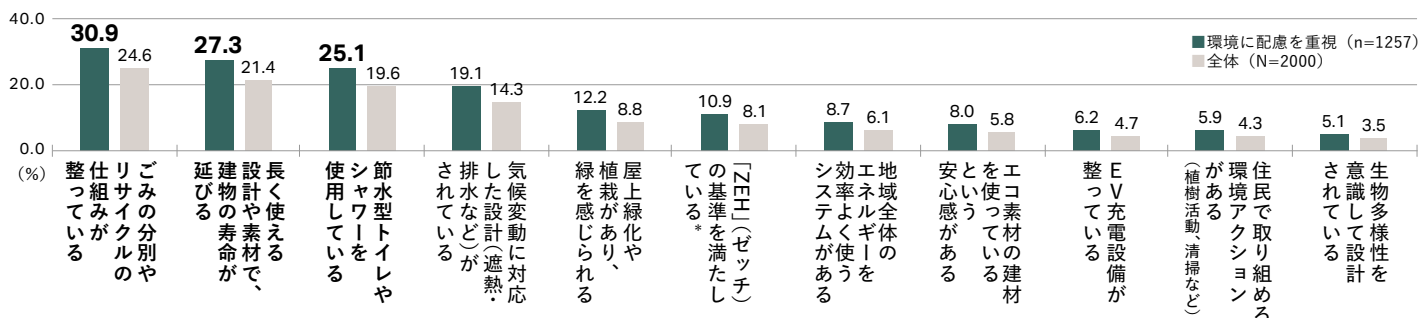 40.0
20.0
0.0
(%)
■環境に配慮を重視（n=1257）
■全体（N=2000）
30.9
24.6
27.3
21.4
25.1
19.6
19.1
14.3
12.2
8.8
10.9
8.1
8.7
6.1
8.0
5.8
6.2
4.7
5.9
4.3
5.1
3.5
ごみの分別や
リサイクルの
仕組みが
整っている
長く使える
設計や素材で、
建物の寿命が
延びる
節水型トイレや
シャワーを
使用している
気候変動に対応
した設計（遮熱・
排水など）が
されている
屋上緑化や
植栽があり、
緑を感じられる
「ZEH」（ゼッチ）
の基準を満たし
ている*
地域全体の
エネルギーを
効率よく使う
システムがある
エコ素材の建材
を使っている
という
安心感がある
EV充電設備が
整っている
住民で取り組める
環境アクション
がある
（植樹活動、清掃など）
生物多様性を
意識して設計
されている